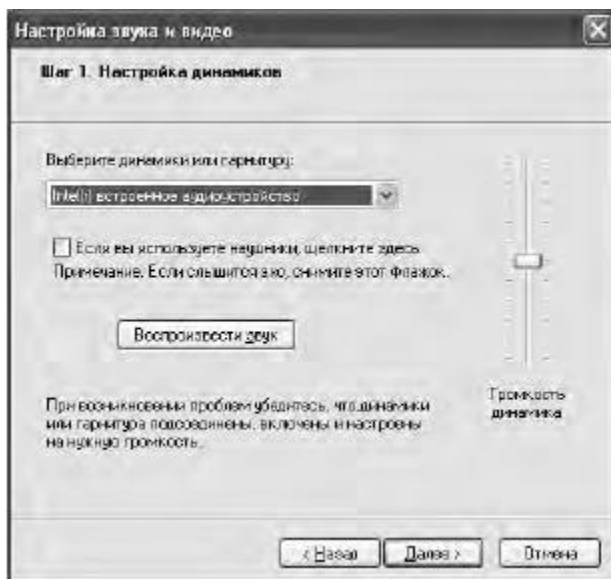 Настройка звука и видео
Шаг 1. Настройка динамиков
Выберите динамики или гарнитуру:
Intel(r) встроенное аудиоустройство
Если вы используете наушники, щелкните здесь.
Примечание. Если слышится эхо, снимите этот флажок.
Воспроизвести звук
Громкость
динамика
При возникновении проблем убедитесь, что динамики
или гарнитура подсоединены, включены и настроены
на нужную громкость.
< Назад
Далее >
Отмена